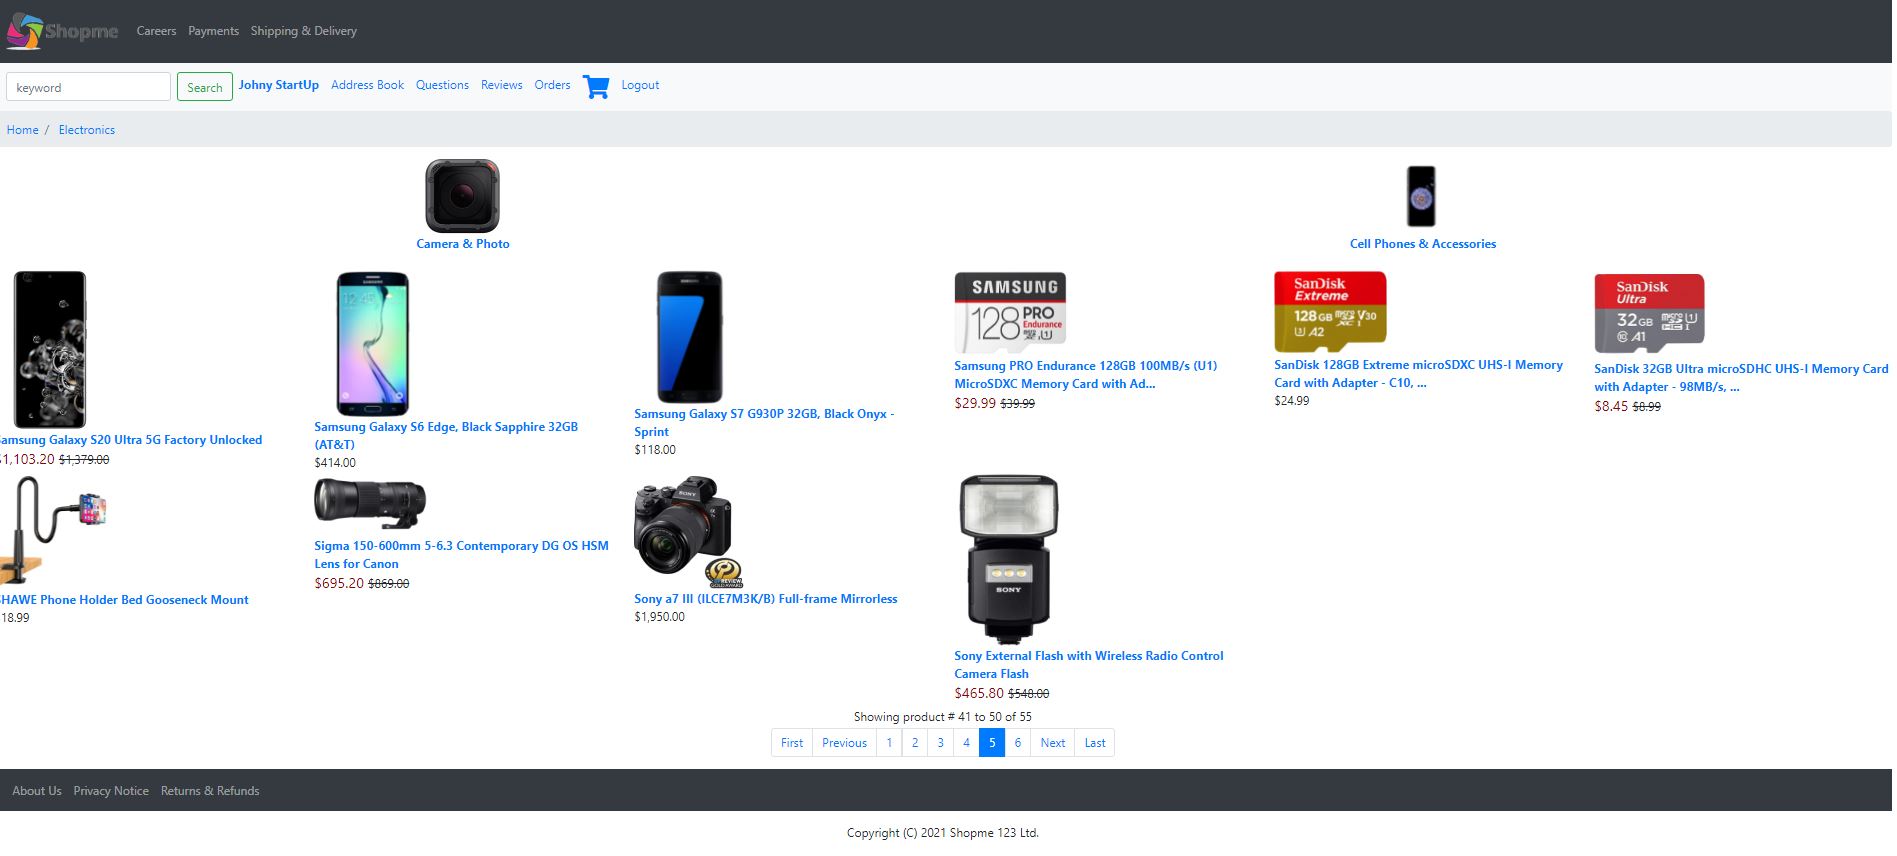 Shopme Careers Payments Shipping & Delivery
keyword Search Johny StartUp Address Book Questions Reviews Orders Logout
Home / Electronics
Camera & Photo
Cell Phones & Accessories
SAMSUNG
128 PRO
Endurance
SanDisk
Extreme
128 GB V30
A2
SanDisk
Ultra
32 GB
A1
amsung Galaxy S20 Ultra 5G Factory Unlocked
$1,103.20 $1,379.00
Samsung Galaxy S6 Edge, Black Sapphire 32GB
(AT&T)
$414.00
Samsung Galaxy S7 G930P 32GB, Black Onyx -
Sprint
$118.00
Samsung PRO Endurance 128GB 100MB/s (U1)
MicroSDXC Memory Card with Ad...
$29.99 $39.99
SanDisk 128GB Extreme microSDXC UHS-I Memory
Card with Adapter - C10, ...
$24.99
SanDisk 32GB Ultra microSDHC UHS-I Memory Card
with Adapter - 98MB/s, ...
$8.45 $8.99
HAWE Phone Holder Bed Gooseneck Mount
18.99
Sigma 150-600mm 5-6.3 Contemporary DG OS HSM
Lens for Canon
$695.20 $869.00
SONY
Sony a7 III (ILCE7M3K/B) Full-frame Mirrorless
$1,950.00
SONY
Sony External Flash with Wireless Radio Control
Camera Flash
$465.80 $548.00
Showing product # 41 to 50 of 55
First Previous 1 2 3 4 5 6 Next Last
About Us Privacy Notice Returns & Refunds
Copyright (C) 2021 Shopme 123 Ltd.